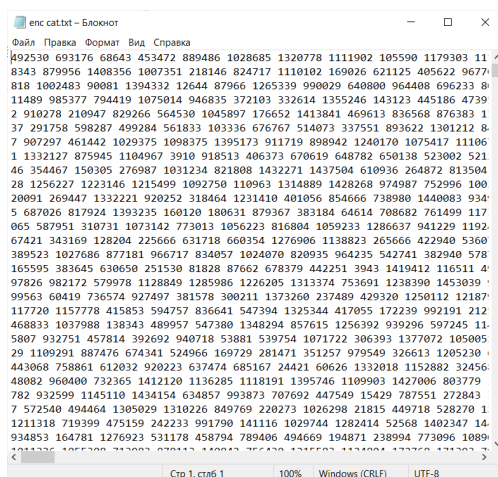 enc cat.txt – Блокнот
Файл Правка Формат Вид Справка
492530 693176 68643 453472 889486 1028685 1320778 1111902 105590 1179303 11
8343 879956 1408356 1007351 218146 824717 1110102 169026 621125 405622 9677
818 1002483 90081 1394332 12644 87966 1265339 990029 640800 964408 696233 8
11489 985377 794419 1075014 946835 372103 332614 1355246 143123 445186 4739
2 910278 210947 829266 564530 1045897 176652 1413841 469613 836568 876383 1
37 291758 598287 499284 561833 103336 676767 514073 337551 893622 1301212 8
7 907297 461442 1029375 1098375 1395173 911719 898942 1240170 1075417 11106
1 1332127 875945 1104967 3910 918513 406373 670619 648782 650138 523002 521
46 354467 150305 276987 1031234 821808 1432271 1437504 610936 264872 813504
28 1256227 1223146 1215499 1092750 110963 1314889 1428268 974987 752996 100
20091 269447 1332221 920252 318464 1231410 401056 854666 738980 1440083 934
5 687026 817924 1393235 160120 180631 879367 383184 64614 708682 761499 117
065 587951 310731 1073142 773013 1056223 816804 1059233 1286637 941229 1192
67421 343169 128204 225666 631718 660354 1276906 1138823 265666 422940 5360
389523 1027686 877181 966717 834057 1024070 820935 964235 542741 382940 578
165595 383645 630650 251530 81828 87662 678379 442251 3943 1419412 116511 4
97826 982172 579978 1128849 1285986 1226205 1313374 753691 1238390 1453039
99563 60419 736574 927497 381578 300211 1373260 237489 429320 1250112 12187
117720 1157778 415853 594757 836641 547394 1325344 417055 172239 992191 212
468833 1037988 138343 489957 547380 1348294 857615 1256392 939296 597245 11
5807 932751 457814 392692 940718 53881 539754 1071722 306393 1377072 105005
29 1109291 887476 674341 524966 169729 281471 351257 979549 326613 1205230
443068 758861 612032 920223 637474 685167 24421 60626 1332018 1152882 32456
48082 960400 732365 1412120 1136285 1118191 1395746 1109903 1427006 803779
782 932599 1145110 1434154 634857 993873 707692 447549 15429 787551 272843
7 572540 494464 1305029 1310226 849769 220273 1026298 21815 449718 528270 1
1211318 719399 475159 242233 991790 141116 1029744 1282414 52568 1402347 14
934853 164781 1276923 531178 458794 789406 494669 194871 238994 773096 1089
Стр 1, стлб 1 100% Windows (CRLF) UTF-8